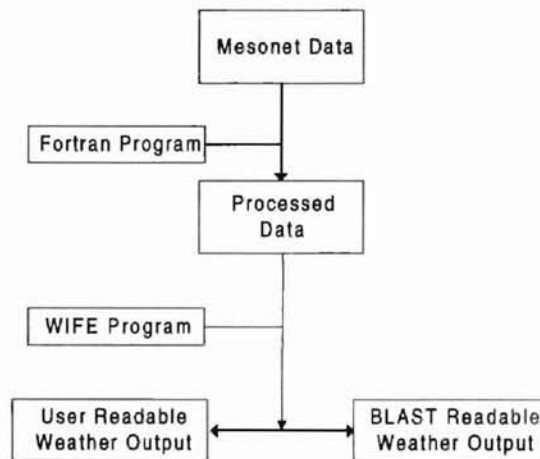 Mesonet Data
Fortran Program
Processed
Data
WIFE Program
User Readable
Weather Output
BLAST Readable
Weather Output